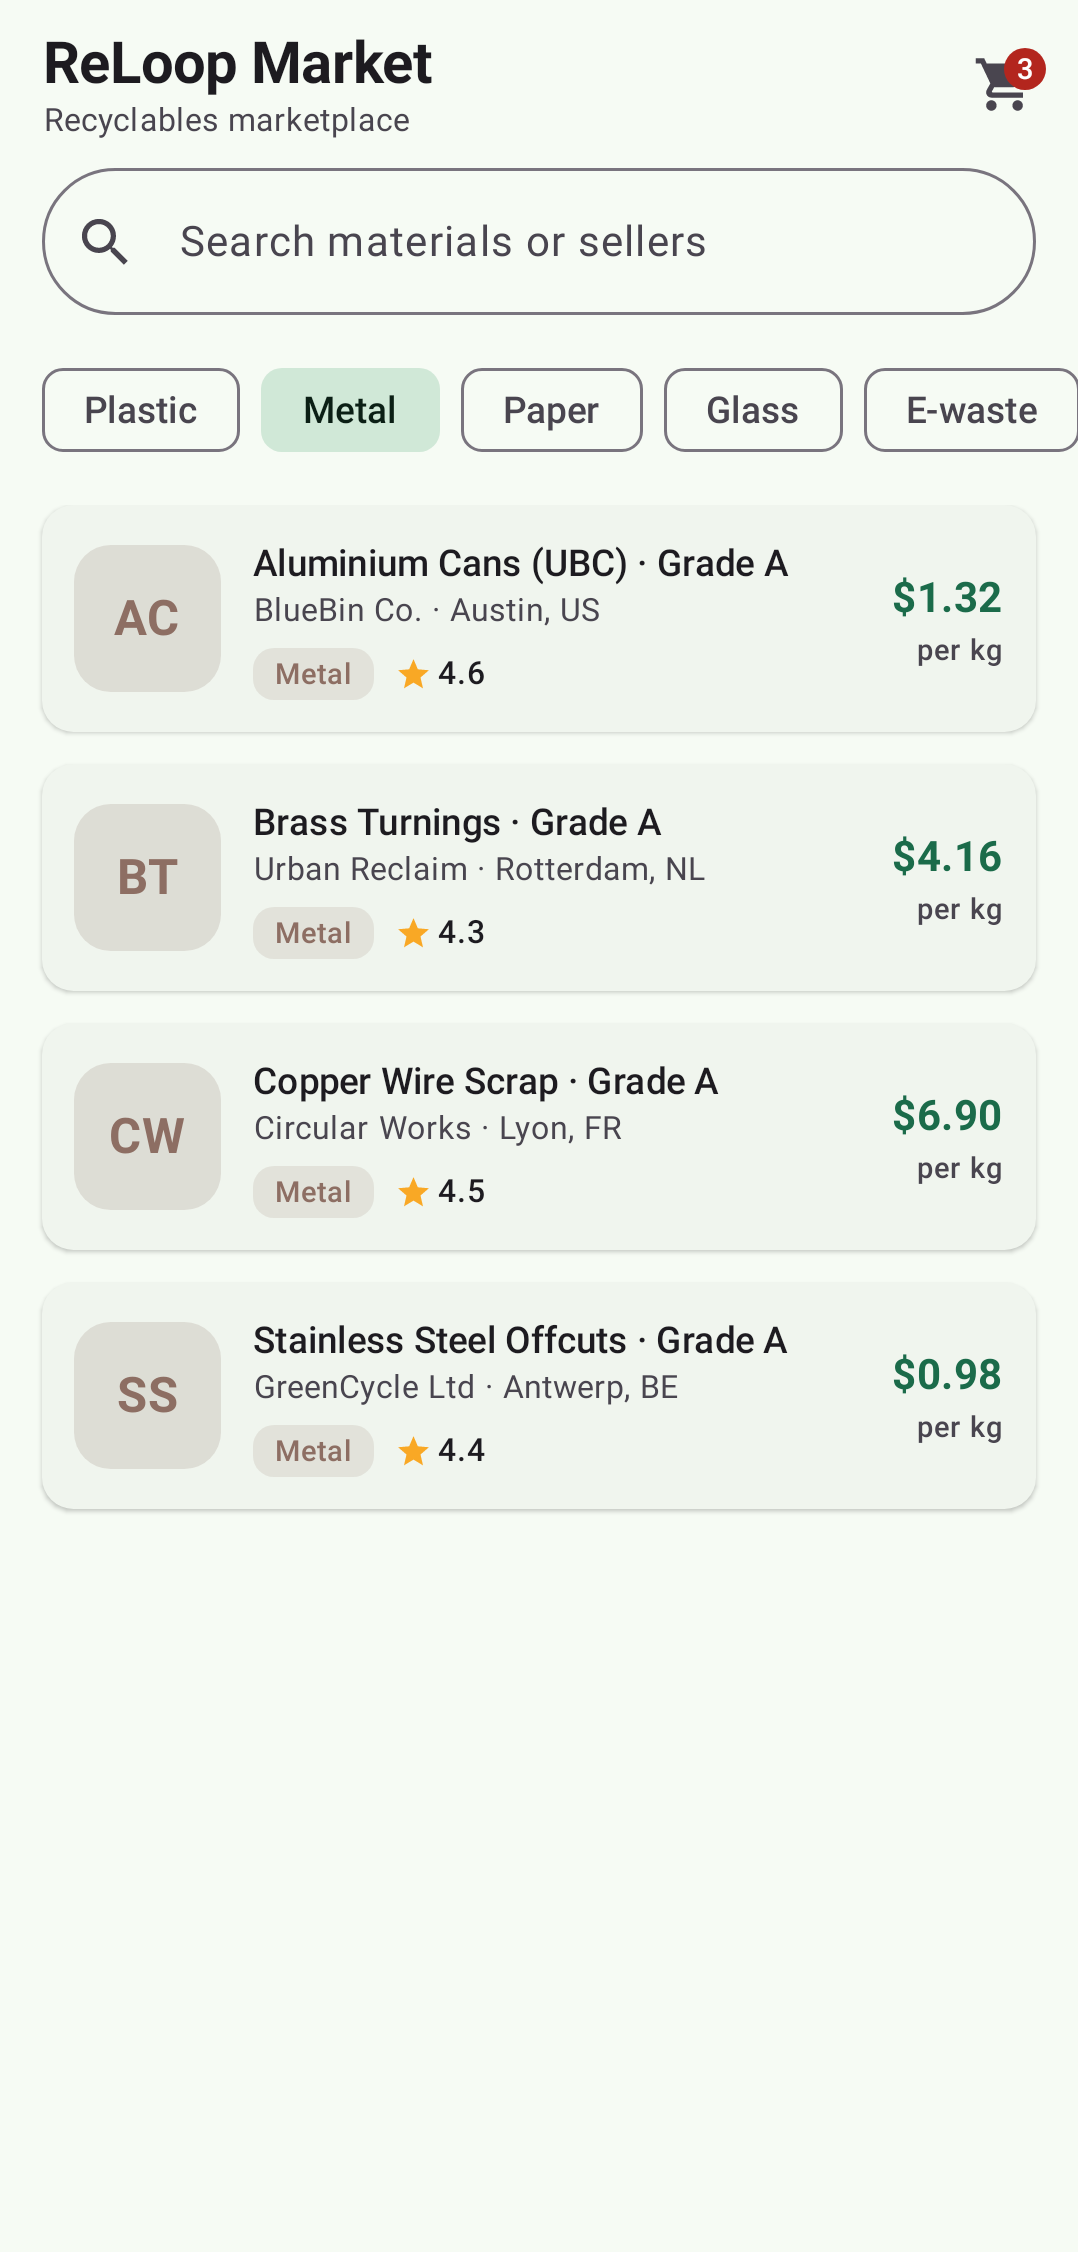 ReLoop Market
3
Recyclables marketplace
Search materials or sellers
Plastic
Metal
Paper
Glass
E-waste
AC
Aluminium Cans (UBC) · Grade A
BlueBin Co. · Austin, US
Metal
4.6
$1.32
per kg
BT
Brass Turnings · Grade A
Urban Reclaim · Rotterdam, NL
Metal
4.3
$4.16
per kg
CW
Copper Wire Scrap · Grade A
Circular Works · Lyon, FR
Metal
4.5
$6.90
per kg
SS
Stainless Steel Offcuts · Grade A
GreenCycle Ltd · Antwerp, BE
Metal
4.4
$0.98
per kg